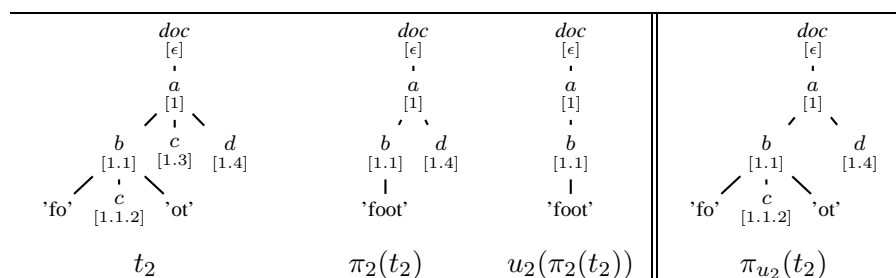 doc doc doc doc
[ϵ] [ϵ] [ϵ] [ϵ]
a a a a
[1] [1] [1] [1]
b c d b d b b d
[1.1] [1.3] [1.4] [1.1] [1.4] [1.1] [1.1] [1.4]
'fo' c 'ot' 'foot' 'foot' 'fo' c 'ot'
[1.1.2] [1.1.2]
t₂ π₂(t₂) u₂(π₂(t₂)) π_{u₂}(t₂)